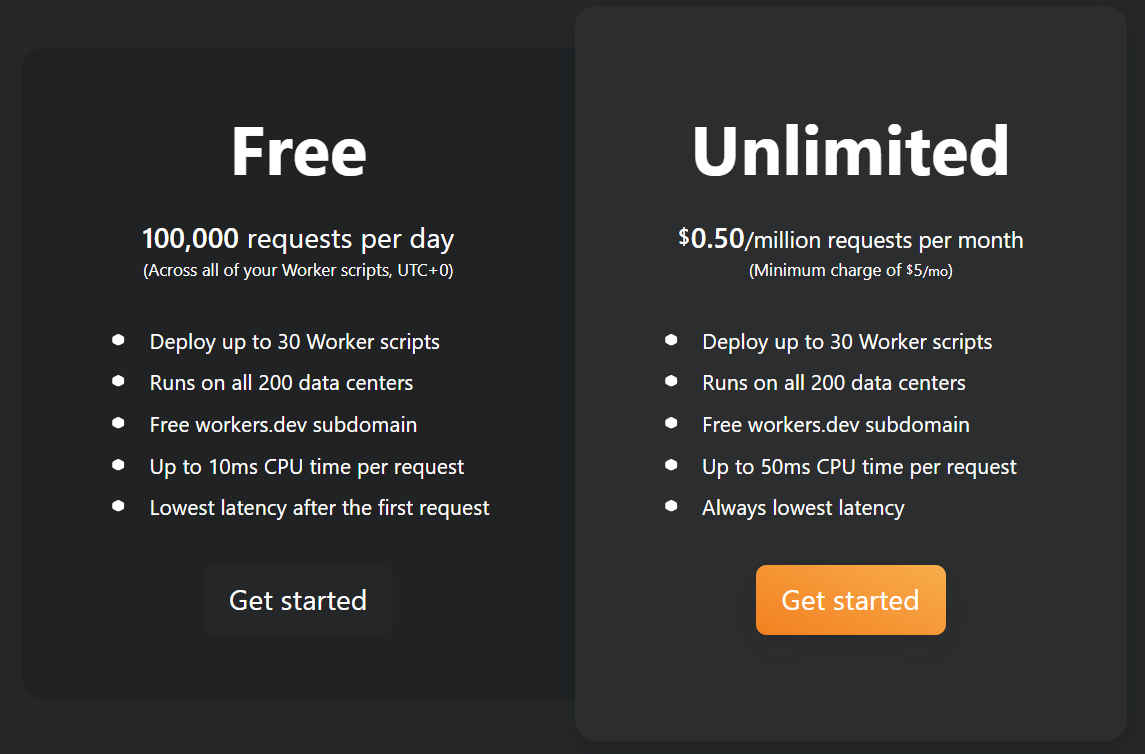 Free
100,000 requests per day
(Across all of your Worker scripts, UTC+0)
Deploy up to 30 Worker scripts
Runs on all 200 data centers
Free workers.dev subdomain
Up to 10ms CPU time per request
Lowest latency after the first request
Get started
Unlimited
$0.50/million requests per month
(Minimum charge of $5/mo)
Deploy up to 30 Worker scripts
Runs on all 200 data centers
Free workers.dev subdomain
Up to 50ms CPU time per request
Always lowest latency
Get started